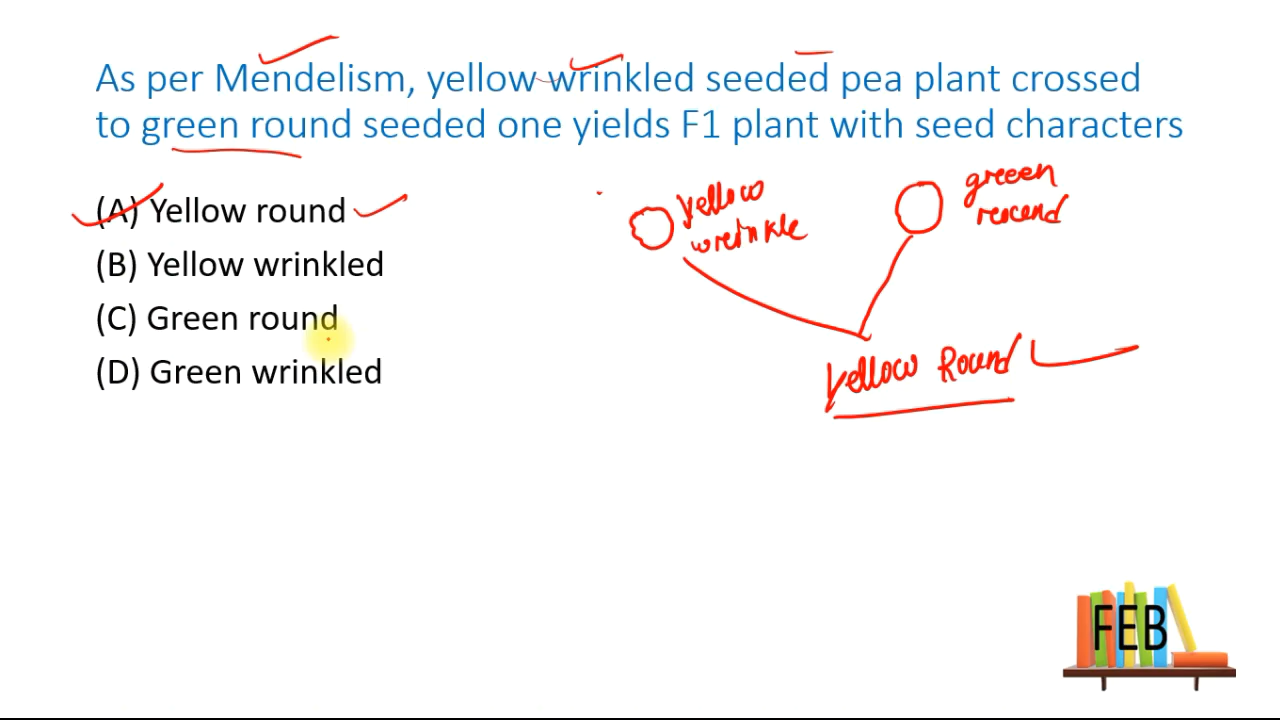 As per Mendelism, yellow wrinkled seeded pea plant crossed
to green round seeded one yields F1 plant with seed characters
(A) Yellow round
(B) Yellow wrinkled
(C) Green round
(D) Green wrinkled
yellow
wrinkle
greeen
round
Yellow Round
FEB